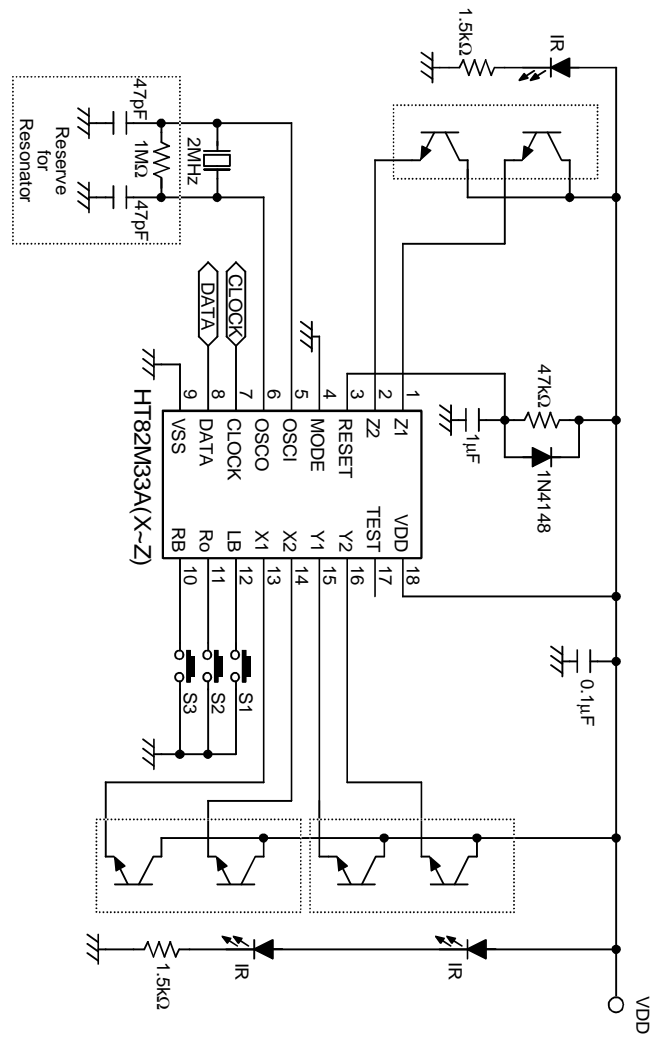 VDD
IR
1.5kΩ
47kΩ
1N4148
1μF
0.1μF
IR
IR
1.5kΩ
1
2
3
4
5
6
7
8
9
Z1
Z2
RESET
MODE
OSCI
OSCO
CLOCK
DATA
VSS
VDD
TEST
Y2
Y1
X2
X1
LB
Ro
RB
18
17
16
15
14
13
12
11
10
HT82M33A(X~Z)
CLOCK
DATA
2MHz
1MΩ
47pF
47pF
Reserve
for
Resonator
S1
S2
S3